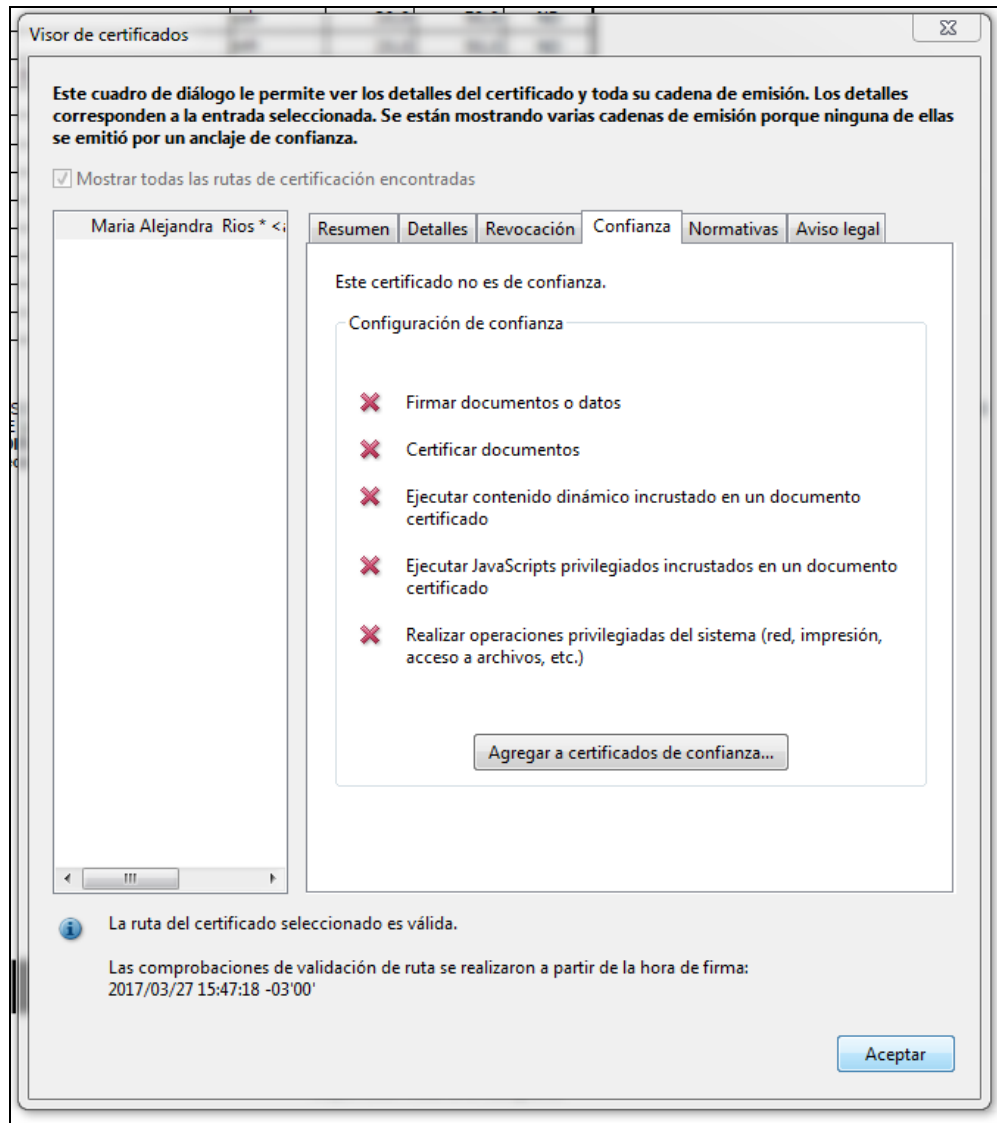 Visor de certificados
Este cuadro de diálogo le permite ver los detalles del certificado y toda su cadena de emisión. Los detalles
corresponden a la entrada seleccionada. Se están mostrando varias cadenas de emisión porque ninguna de ellas
se emitió por un anclaje de confianza.
Mostrar todas las rutas de certificación encontradas
Maria Alejandra Rios * <
Resumen Detalles Revocación Confianza Normativas Aviso legal
Este certificado no es de confianza.
Configuración de confianza
Firmar documentos o datos
Certificar documentos
Ejecutar contenido dinámico incrustado en un documento
certificado
Ejecutar JavaScripts privilegiados incrustados en un documento
certificado
Realizar operaciones privilegiadas del sistema (red, impresión,
acceso a archivos, etc.)
Agregar a certificados de confianza...
La ruta del certificado seleccionado es válida.
Las comprobaciones de validación de ruta se realizaron a partir de la hora de firma:
2017/03/27 15:47:18 -03'00'
Aceptar